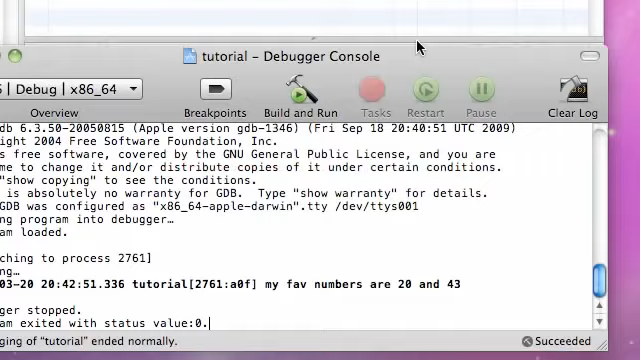 tutorial – Debugger Console
| Debug | x86_64
Overview
Breakpoints
Build and Run
Tasks
Restart
Pause
Clear Log
db 6.3.50-20050815 (Apple version gdb-1346) (Fri Sep 18 20:40:51 UTC 2009)
ight 2004 Free Software Foundation, Inc.
s free software, covered by the GNU General Public License, and you are
me to change it and/or distribute copies of it under certain conditions.
"show copying" to see the conditions.
is absolutely no warranty for GDB.  Type "show warranty" for details.
GDB was configured as "x86_64-apple-darwin".tty /dev/ttys001
ng program into debugger…
am loaded.
ching to process 2761]
ng…
03-20 20:42:51.336 tutorial[2761:a0f] my fav numbers are 20 and 43
ger stopped.
am exited with status value:0.
ging of "tutorial" ended normally.
Succeeded